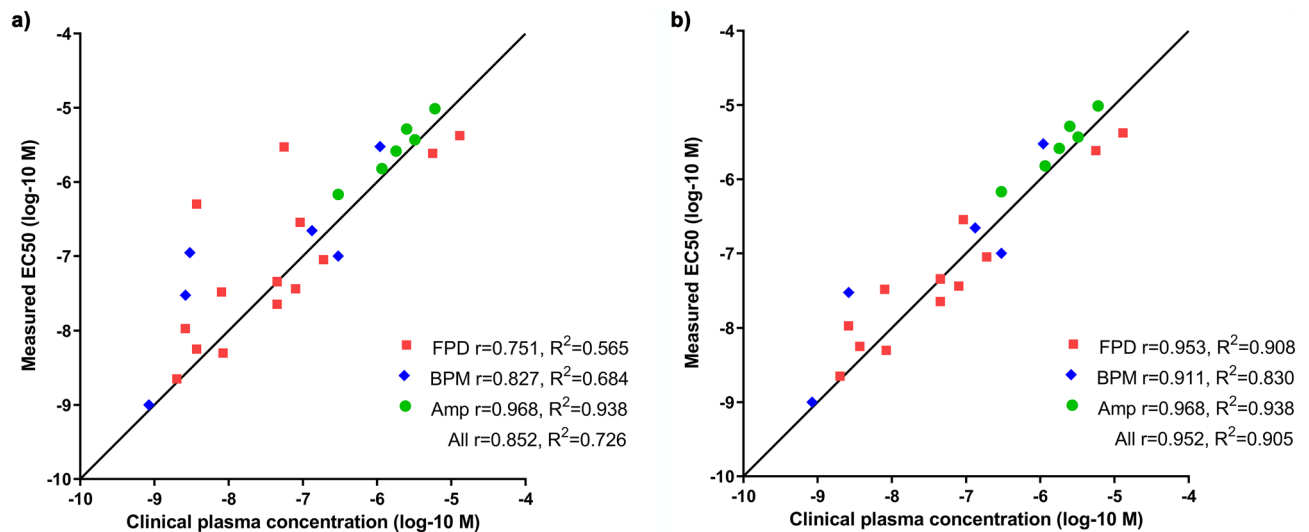 a)
Measured EC50 (log-10 M)
-4
-5
-6
-7
-8
-9
-10
-10 -9 -8 -7 -6 -5 -4
Clinical plasma concentration (log-10 M)
FPD r=0.751, R²=0.565
BPM r=0.827, R²=0.684
Amp r=0.968, R²=0.938
All r=0.852, R²=0.726
b)
Measured EC50 (log-10 M)
-4
-5
-6
-7
-8
-9
-10
-10 -9 -8 -7 -6 -5 -4
Clinical plasma concentration (log-10 M)
FPD r=0.953, R²=0.908
BPM r=0.911, R²=0.830
Amp r=0.968, R²=0.938
All r=0.952, R²=0.905